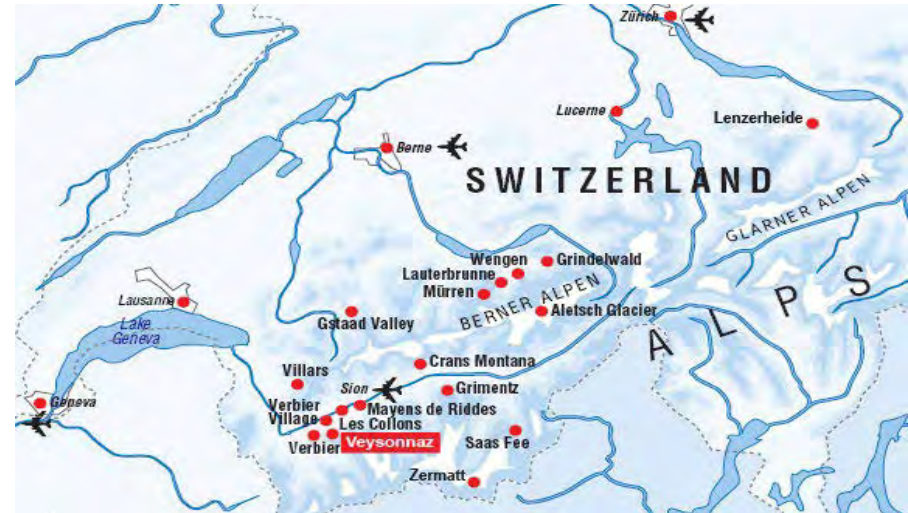 Zürich
Lucerne
Lenzerheide
Berne
SWITZERLAND
GLARNER ALPEN
Wengen
Grindelwald
Lauterbrunne
Mürren
BERNER ALPEN
Aletsch Glacier
ALPS
Lausanne
Lake
Geneva
Gstaad Valley
Crans Montana
Villars
Sion
Grimentz
Geneva
Verbier
Village
Mayens de Riddes
Les Collons
Verbier
Veysonnaz
Saas Fee
Zermatt